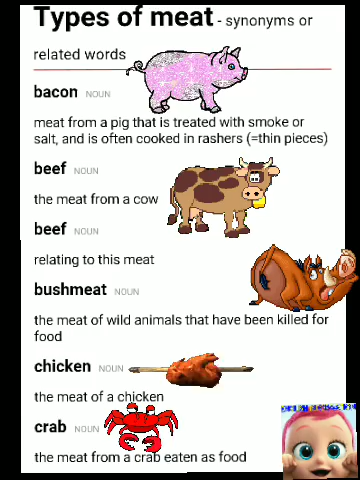 Types of meat - synonyms or
related words
bacon NOUN
meat from a pig that is treated with smoke or
salt, and is often cooked in rashers (=thin pieces)
beef NOUN
the meat from a cow
beef NOUN
relating to this meat
bushmeat NOUN
the meat of wild animals that have been killed for
food
chicken NOUN
the meat of a chicken
crab NOUN
the meat from a crab eaten as food